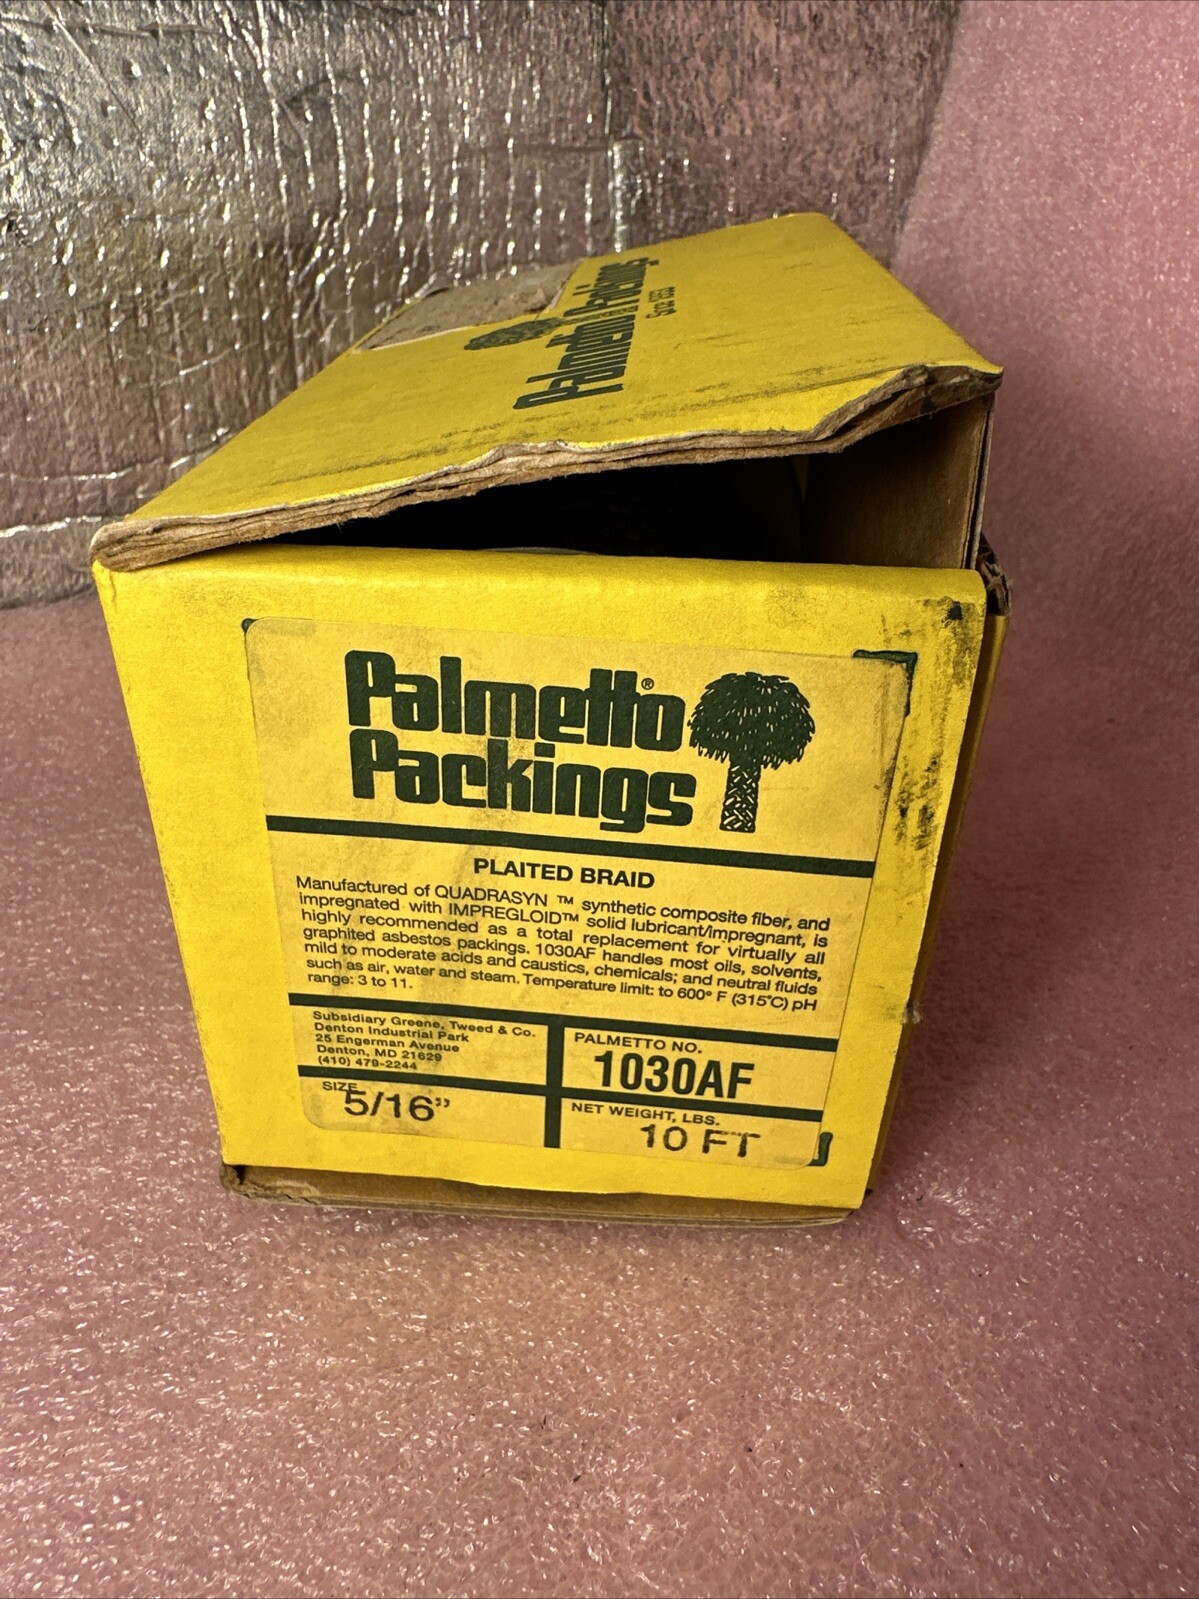 Palmetto Packings
Since 1863
Palmetto®
Packings
PLAITED BRAID
Manufactured of QUADRASYN ™ synthetic composite fiber, and
impregnated with IMPREGLOID™ solid lubricant/impregnant, is
highly recommended as a total replacement for virtually all
graphited asbestos packings. 1030AF handles most oils, solvents,
mild to moderate acids and caustics, chemicals; and neutral fluids
such as air, water and steam. Temperature limit: to 600° F (315°C) pH
range: 3 to 11.
Subsidiary Greene, Tweed & Co.
Denton Industrial Park
25 Engerman Avenue
Denton, MD 21629
(410) 479-2244
PALMETTO NO.
1030AF
SIZE
5/16”
NET WEIGHT, LBS.
10 FT